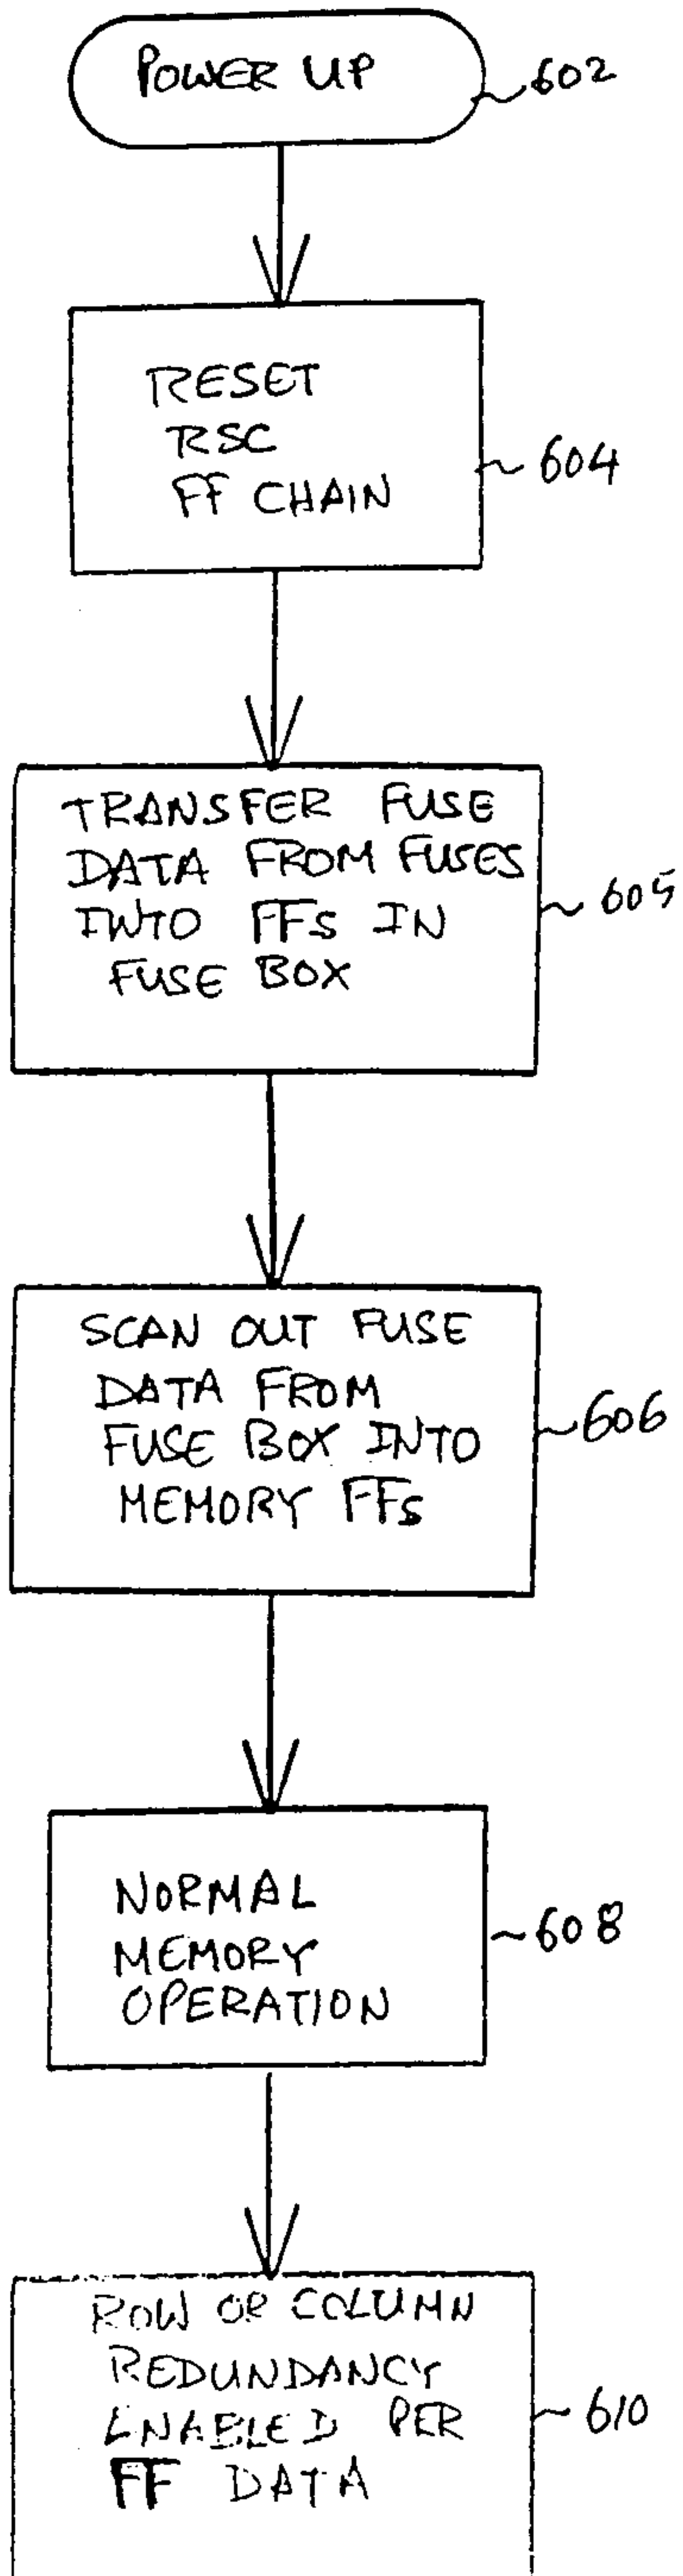 POWER UP
602
RESET
RSC
FF CHAIN
604
TRANSFER FUSE
DATA FROM FUSES
INTO FFs IN
FUSE BOX
605
SCAN OUT FUSE
DATA FROM
FUSE BOX INTO
MEMORY FFs
606
NORMAL
MEMORY
OPERATION
608
ROW OR COLUMN
REDUNDANCY
ENABLED PER
FF DATA
610